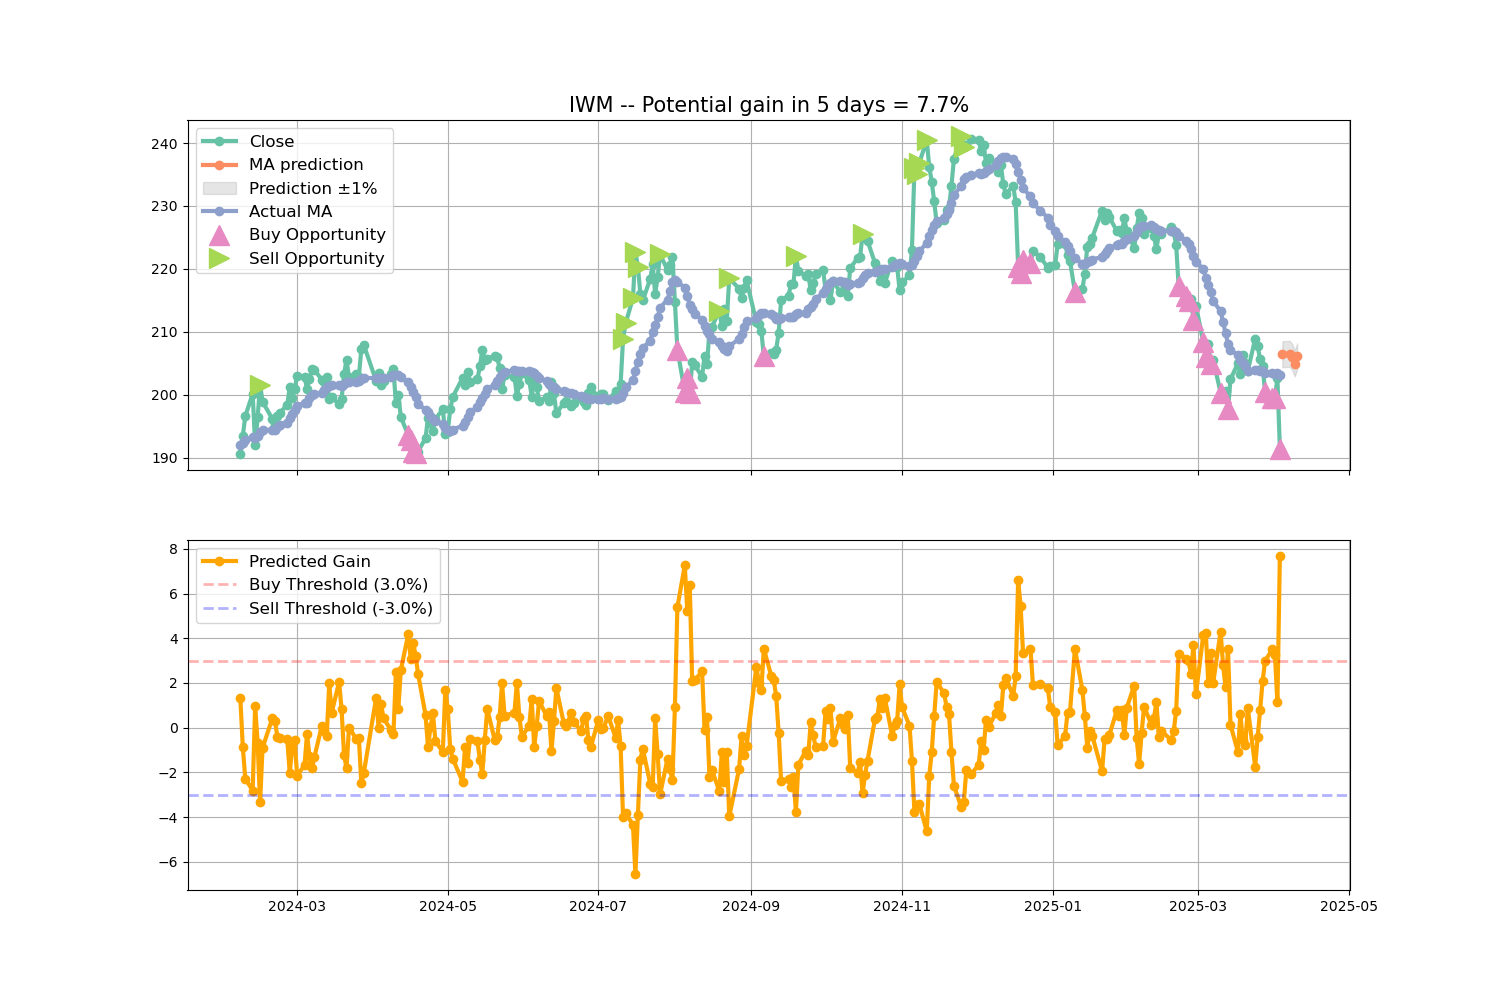 IWM -- Potential gain in 5 days = 7.7%
Close
MA prediction
Prediction ±1%
Actual MA
Buy Opportunity
Sell Opportunity
240
230
220
210
200
190
Predicted Gain
Buy Threshold (3.0%)
Sell Threshold (-3.0%)
8
6
4
2
0
−2
−4
−6
2024-03
2024-05
2024-07
2024-09
2024-11
2025-01
2025-03
2025-05